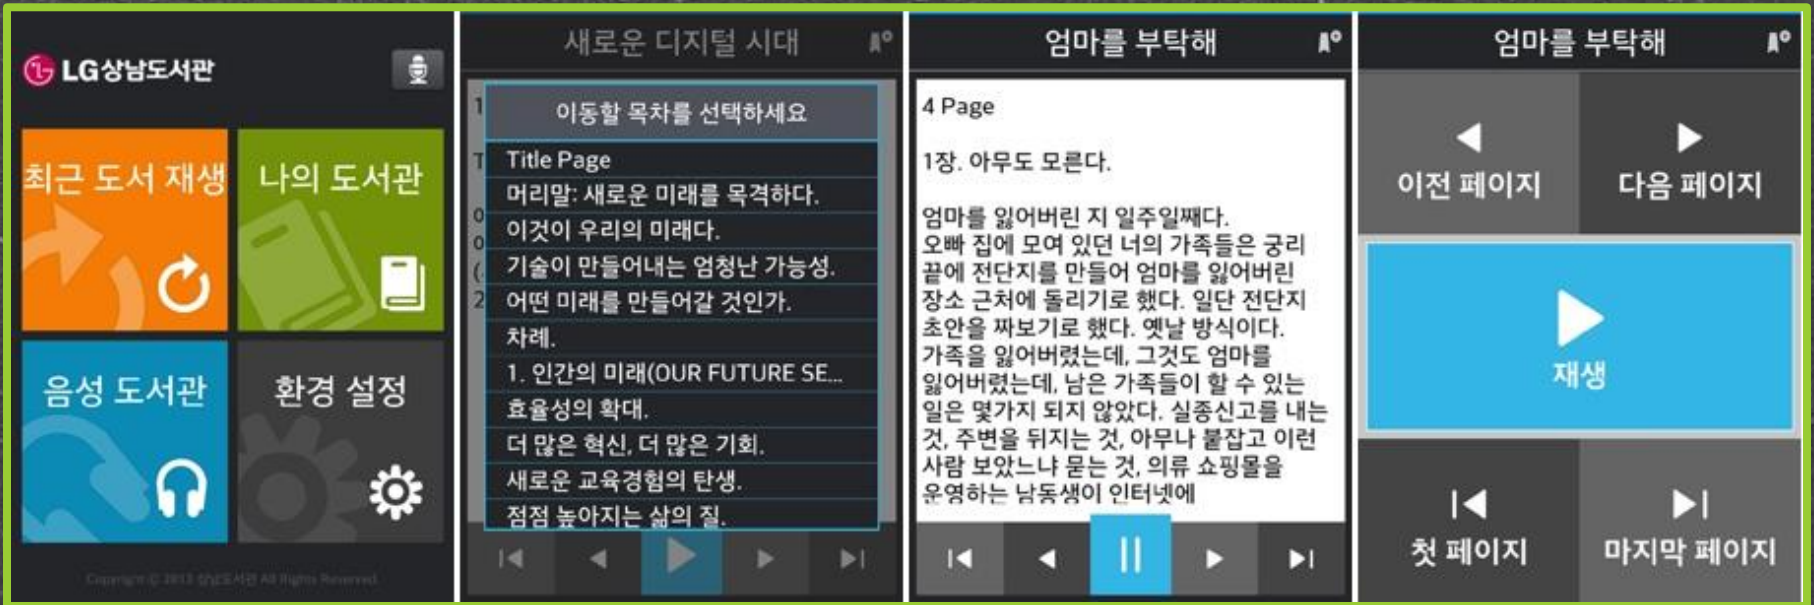 LG상남도서관
최근 도서 재생
나의 도서관
음성 도서관
환경 설정
Copyright © 2013 상남도서관 All Rights Reserved.
새로운 디지털 시대
이동할 목차를 선택하세요
Title Page
머리말: 새로운 미래를 목격하다.
이것이 우리의 미래다.
기술이 만들어내는 엄청난 가능성.
어떤 미래를 만들어갈 것인가.
차례.
1. 인간의 미래(OUR FUTURE SE...
효율성의 확대.
더 많은 혁신, 더 많은 기회.
새로운 교육경험의 탄생.
점점 높아지는 삶의 질.
엄마를 부탁해
4 Page
1장. 아무도 모른다.
엄마를 잃어버린 지 일주일째다.
오빠 집에 모여 있던 너의 가족들은 궁리
끝에 전단지를 만들어 엄마를 잃어버린
장소 근처에 돌리기로 했다. 일단 전단지
초안을 짜보기로 했다. 옛날 방식이다.
가족을 잃어버렸는데, 그것도 엄마를
잃어버렸는데, 남은 가족들이 할 수 있는
일은 몇가지 되지 않았다. 실종신고를 내는
것, 주변을 뒤지는 것, 아무나 붙잡고 이런
사람 보았느냐 묻는 것, 의류 쇼핑몰을
운영하는 남동생이 인터넷에
엄마를 부탁해
이전 페이지
다음 페이지
재생
첫 페이지
마지막 페이지